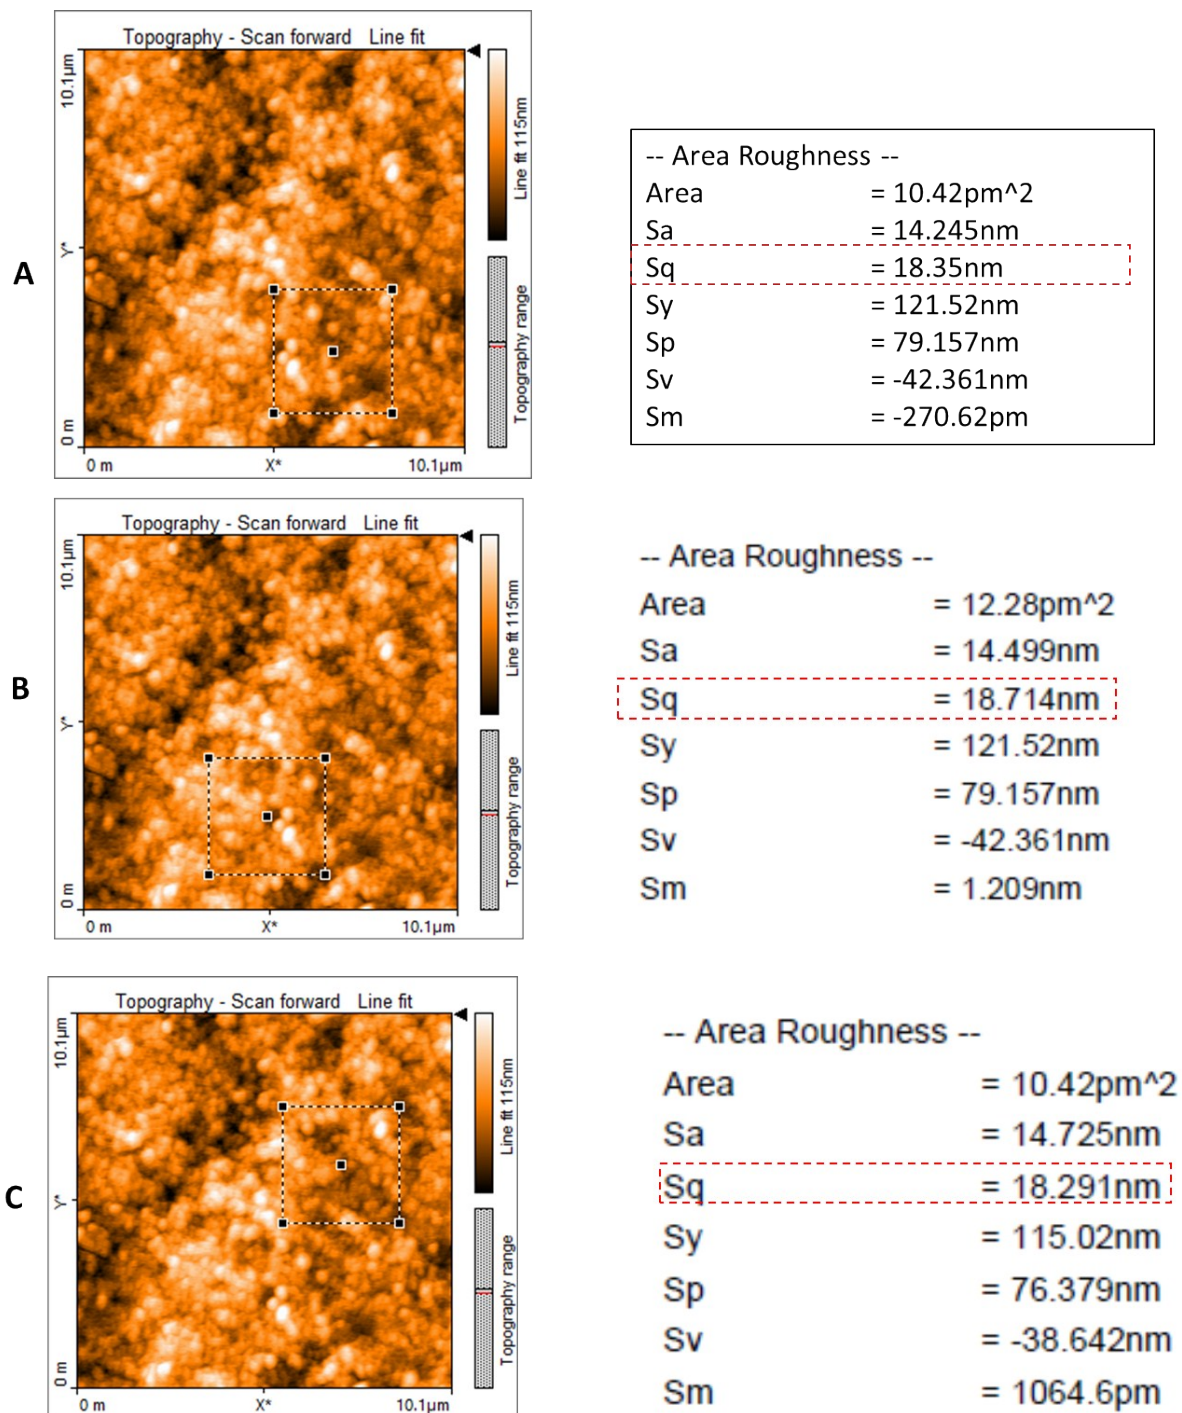 Topography - Scan forward Line fit
10.1µm
Y*
0 m
0 m
X*
10.1µm
Line fit 115nm
Topography range
A
-- Area Roughness --
Area = 10.42pm^2
Sa = 14.245nm
Sq = 18.35nm
Sy = 121.52nm
Sp = 79.157nm
Sv = -42.361nm
Sm = -270.62pm
Topography - Scan forward Line fit
10.1µm
Y*
0 m
0 m
X*
10.1µm
Line fit 115nm
Topography range
B
-- Area Roughness --
Area = 12.28pm^2
Sa = 14.499nm
Sq = 18.714nm
Sy = 121.52nm
Sp = 79.157nm
Sv = -42.361nm
Sm = 1.209nm
Topography - Scan forward Line fit
10.1µm
Y*
0 m
0 m
X*
10.1µm
Line fit 115nm
Topography range
C
-- Area Roughness --
Area = 10.42pm^2
Sa = 14.725nm
Sq = 18.291nm
Sy = 115.02nm
Sp = 76.379nm
Sv = -38.642nm
Sm = 1064.6pm